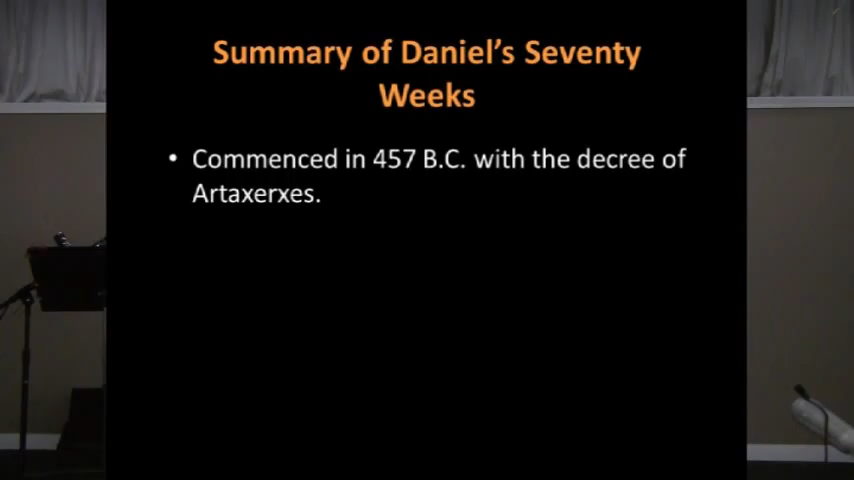 Summary of Daniel's Seventy
Weeks
• Commenced in 457 B.C. with the decree of
Artaxerxes.